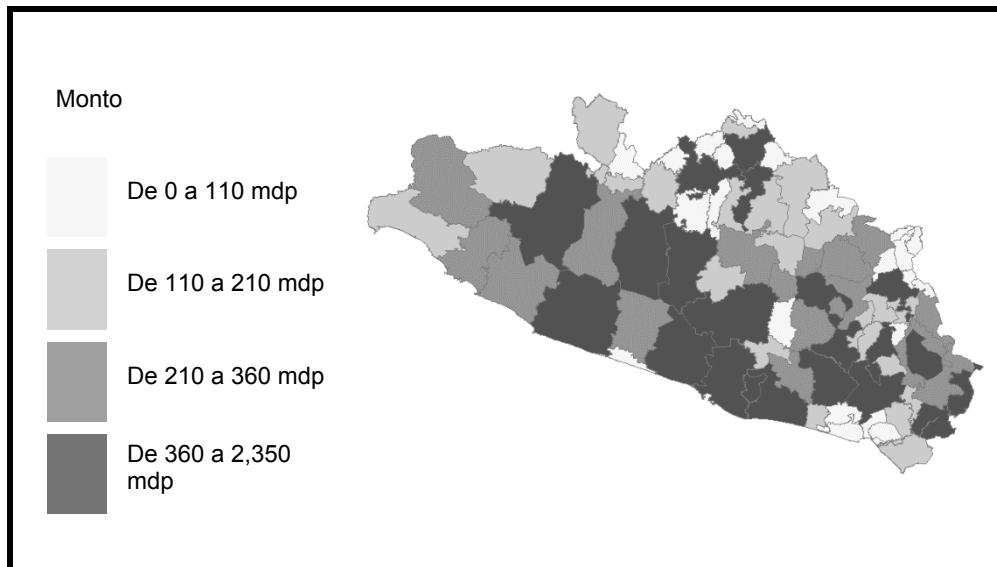 Monto
De 0 a 110 mdp
De 110 a 210 mdp
De 210 a 360 mdp
De 360 a 2,350
mdp